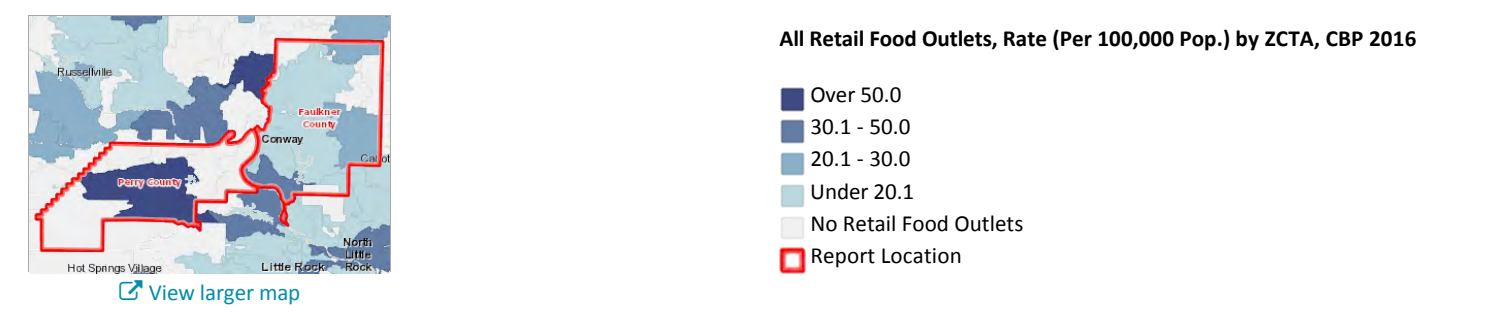 All Retail Food Outlets, Rate (Per 100,000 Pop.) by ZCTA, CBP 2016
Russellville
Faulkner
County
Conway
Perry County
North
Little
Rock
Little Rock
Hot Springs Village
View larger map
Over 50.0
30.1 - 50.0
20.1 - 30.0
Under 20.1
No Retail Food Outlets
Report Location